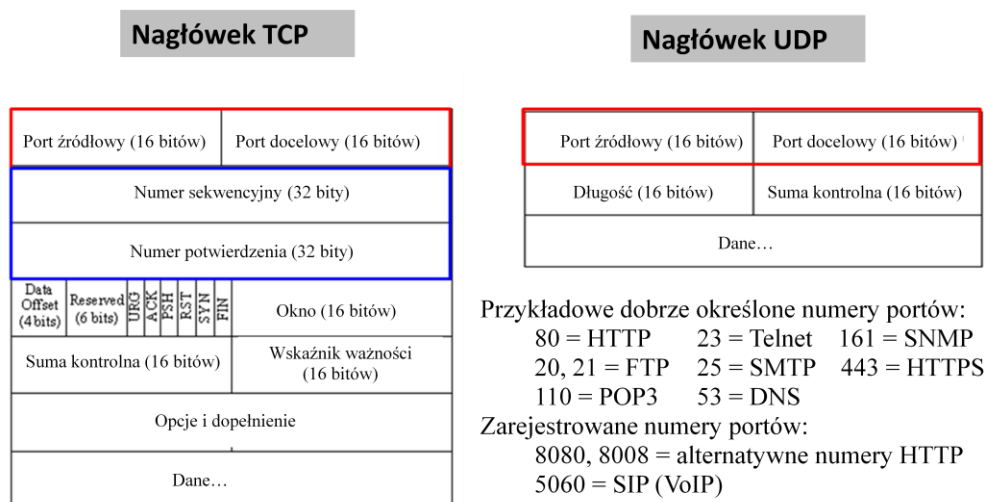 Nagłówek TCP
Port źródłowy (16 bitów) Port docelowy (16 bitów)
Numer sekwencyjny (32 bity)
Numer potwierdzenia (32 bity)
Data Offset (4 bits) Reserved (6 bits) URG ACK PSH RST SYN FIN Okno (16 bitów)
Suma kontrolna (16 bitów) Wskaźnik ważności (16 bitów)
Opcje i dopełnienie
Dane…
Nagłówek UDP
Port źródłowy (16 bitów) Port docelowy (16 bitów)
Długość (16 bitów) Suma kontrolna (16 bitów)
Dane…
Przykładowe dobrze określone numery portów:
80 = HTTP 23 = Telnet 161 = SNMP
20, 21 = FTP 25 = SMTP 443 = HTTPS
110 = POP3 53 = DNS
Zarejestrowane numery portów:
8080, 8008 = alternatywne numery HTTP
5060 = SIP (VoIP)